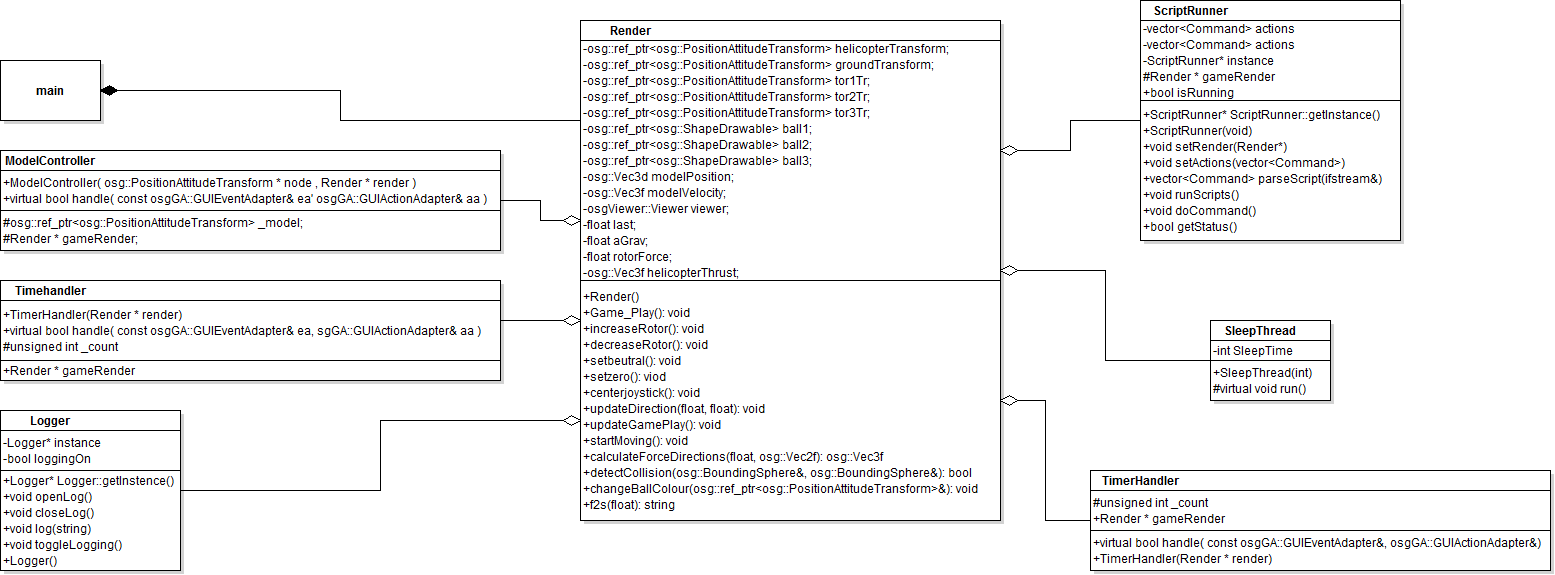 main
ModelController
+ModelController( osg::PositionAttitudeTransform * node , Render * render )
+virtual bool handle( const osgGA::GUIEventAdapter& ea' osgGA::GUIActionAdapter& aa )
#osg::ref_ptr<osg::PositionAttitudeTransform> _model;
#Render * gameRender;
Timehandler
+TimerHandler(Render * render)
+virtual bool handle( const osgGA::GUIEventAdapter& ea, sgGA::GUIActionAdapter& aa )
#unsigned int _count
+Render * gameRender
Logger
-Logger* instance
-bool loggingOn
+Logger* Logger::getInstence()
+void openLog()
+void closeLog()
+void log(string)
+void toggleLogging()
+Logger()
Render
-osg::ref_ptr<osg::PositionAttitudeTransform> helicopterTransform;
-osg::ref_ptr<osg::PositionAttitudeTransform> groundTransform;
-osg::ref_ptr<osg::PositionAttitudeTransform> tor1Tr;
-osg::ref_ptr<osg::PositionAttitudeTransform> tor2Tr;
-osg::ref_ptr<osg::PositionAttitudeTransform> tor3Tr;
-osg::ref_ptr<osg::ShapeDrawable> ball1;
-osg::ref_ptr<osg::ShapeDrawable> ball2;
-osg::ref_ptr<osg::ShapeDrawable> ball3;
-osg::Vec3d modelPosition;
-osg::Vec3f modelVelocity;
-osgViewer::Viewer viewer;
-float last;
-float aGrav;
-float rotorForce;
-osg::Vec3f helicopterThrust;
+Render()
+Game_Play(): void
+increaseRotor(): void
+decreaseRotor(): void
+setbeutral(): void
+setzero(): viod
+centerjoystick(): void
+updateDirection(float, float): void
+updateGamePlay(): void
+startMoving(): void
+calculateForceDirections(float, osg::Vec2f): osg::Vec3f
+detectCollision(osg::BoundingSphere&, osg::BoundingSphere&): bool
+changeBallColour(osg::ref_ptr<osg::PositionAttitudeTransform>&): void
+f2s(float): string
ScriptRunner
-vector<Command> actions
-vector<Command> actions
-ScriptRunner* instance
#Render * gameRender
+bool isRunning
+ScriptRunner* ScriptRunner::getInstance()
+ScriptRunner(void)
+void setRender(Render*)
+void setActions(vector<Command>)
+vector<Command> parseScript(ifstream&)
+void runScripts()
+void doCommand()
+bool getStatus()
SleepThread
-int SleepTime
+SleepThread(int)
#virtual void run()
TimerHandler
#unsigned int _count
+Render * gameRender
+virtual bool handle( const osgGA::GUIEventAdapter&, osgGA::GUIActionAdapter&)
+TimerHandler(Render * render)